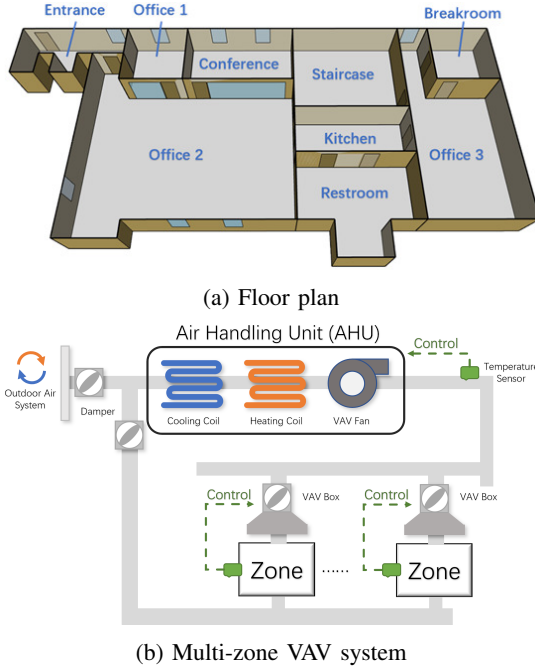 Entrance
Office 1
Breakroom
Conference
Staircase
Kitchen
Office 2
Office 3
Restroom
(a) Floor plan
Air Handling Unit (AHU)
Control
Outdoor Air
System
Damper
Temperature
Sensor
Cooling Coil
Heating Coil
VAV Fan
Control
VAV Box
Control
VAV Box
Zone
......
Zone
(b) Multi-zone VAV system